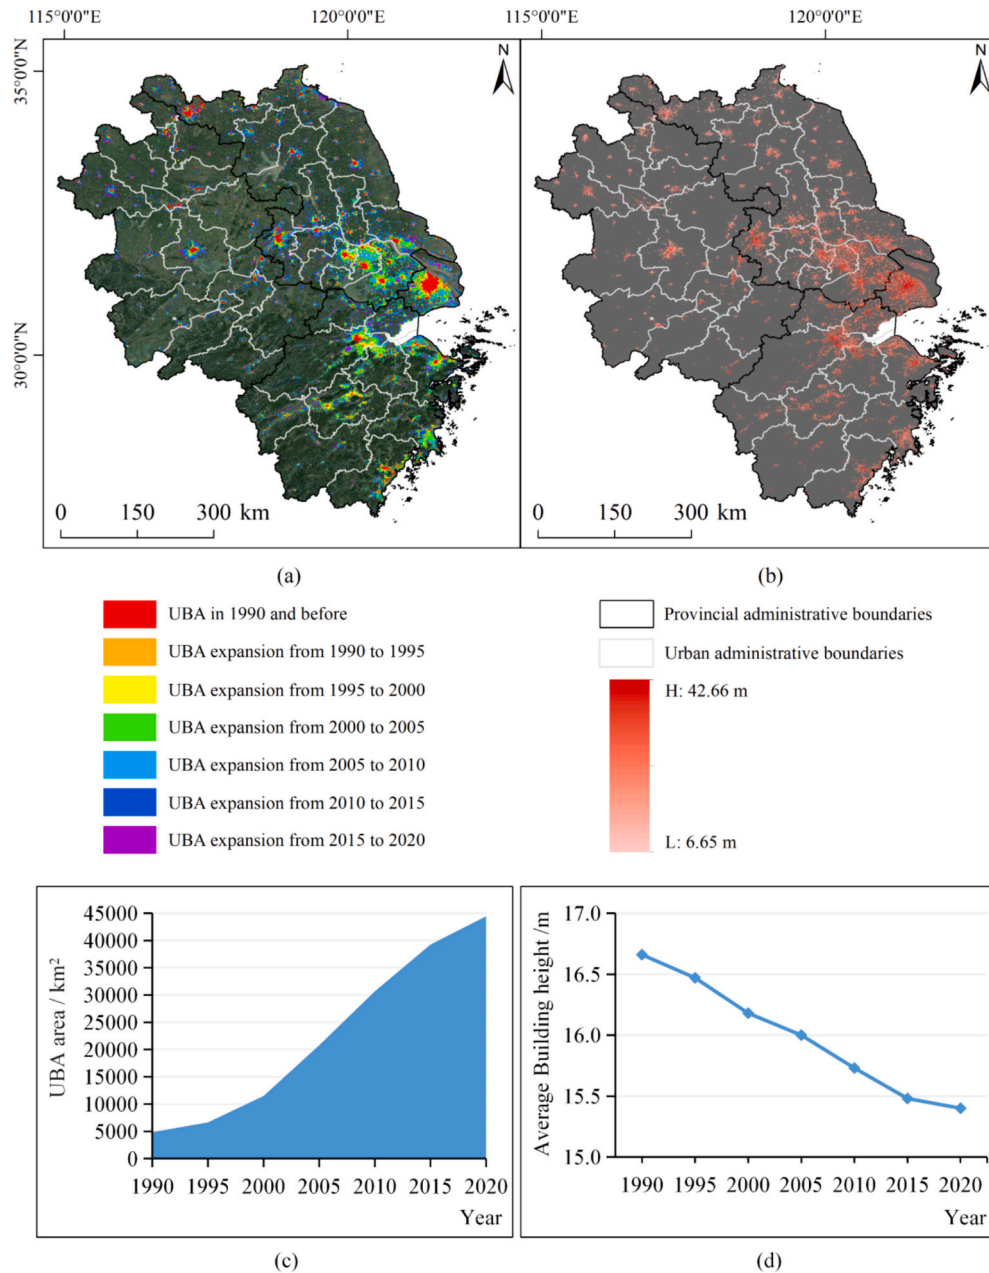 115°0'0"E 120°0'0"E 115°0'0"E 120°0'0"E
35°0'0"N
30°0'0"N
N
N
0 150 300 km
0 150 300 km
(a) (b)
UBA in 1990 and before
UBA expansion from 1990 to 1995
UBA expansion from 1995 to 2000
UBA expansion from 2000 to 2005
UBA expansion from 2005 to 2010
UBA expansion from 2010 to 2015
UBA expansion from 2015 to 2020
Provincial administrative boundaries
Urban administrative boundaries
H: 42.66 m
L: 6.65 m
UBA area / km²
45000
40000
35000
30000
25000
20000
15000
10000
5000
0
1990 1995 2000 2005 2010 2015 2020
Year
(c)
Average Building height /m
17.0
16.5
16.0
15.5
15.0
1990 1995 2000 2005 2010 2015 2020
Year
(d)